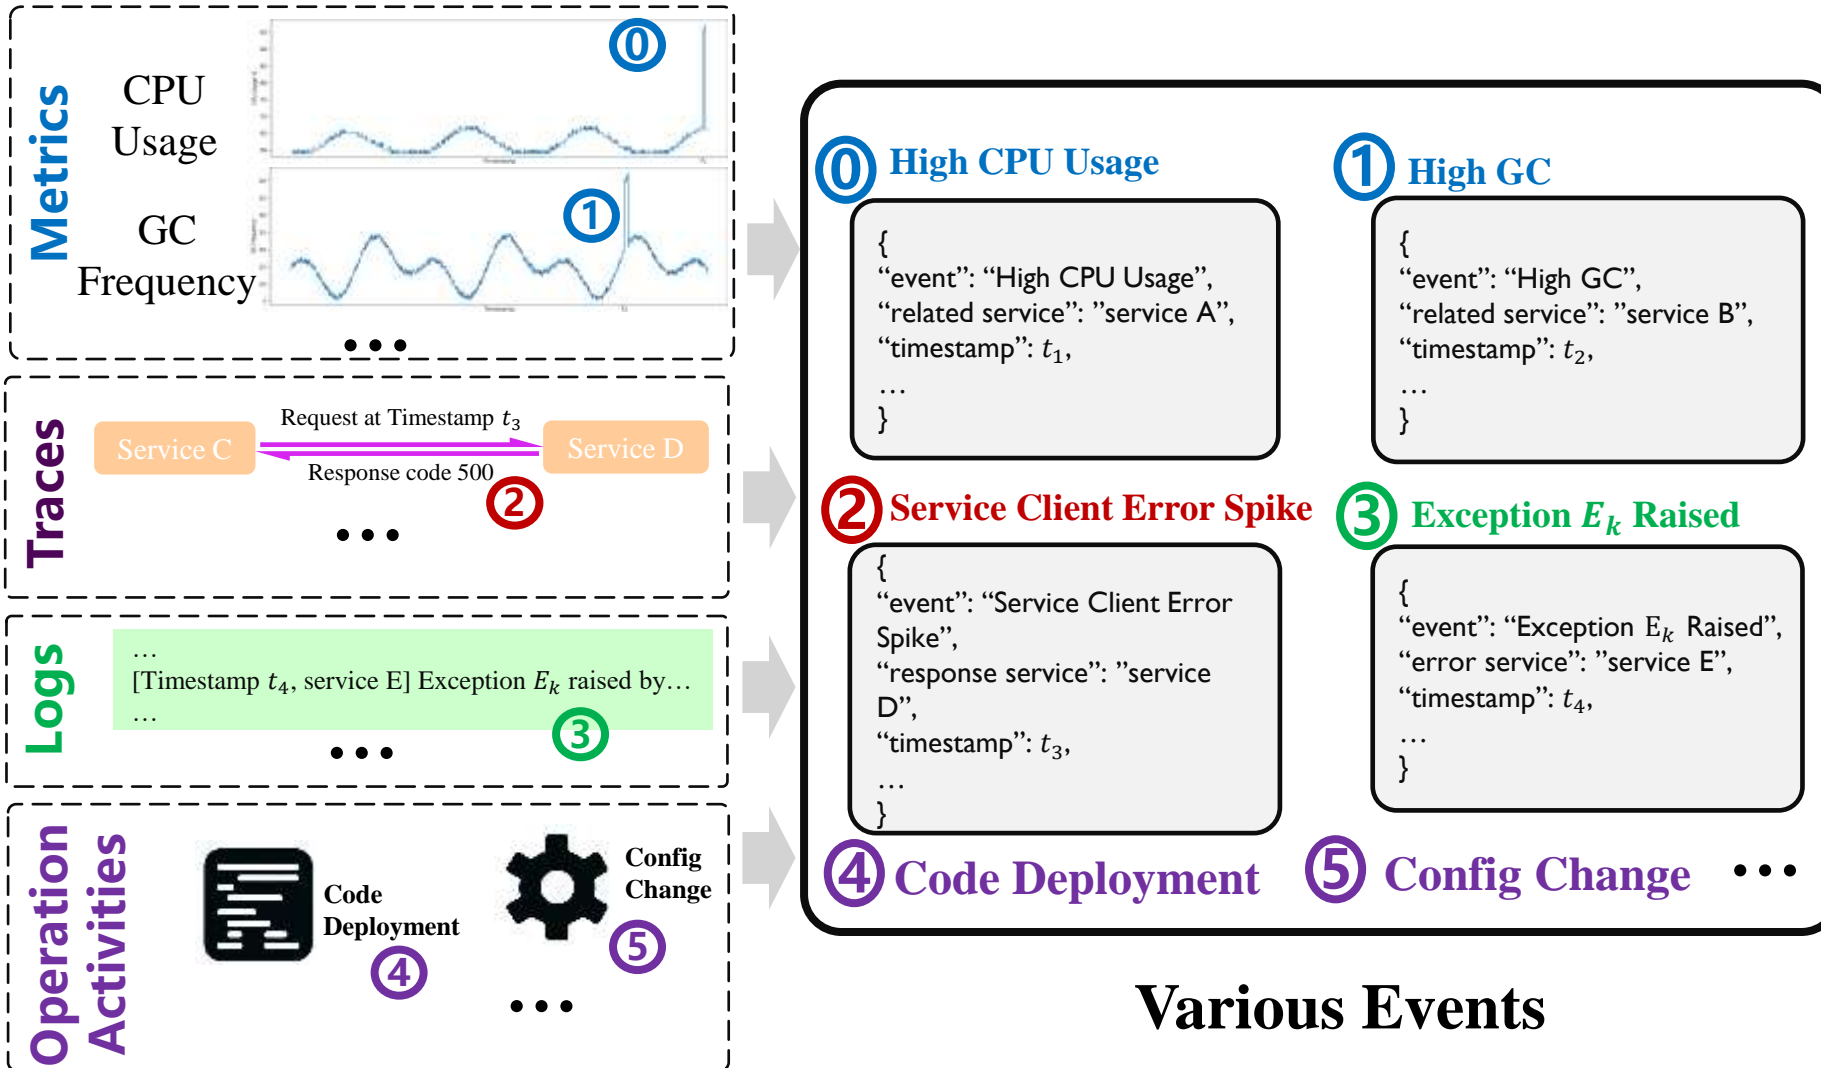 Metrics
CPU
Usage
0
GC
Frequency
1
...
Traces
Service C
Request at Timestamp t₃
Response code 500
Service D
2
...
Logs
…
[Timestamp t₄, service E] Exception Eₖ raised by…
…
3
...
Operation
Activities
Code
Deployment
4
Config
Change
5
...
0 High CPU Usage
{
“event”: “High CPU Usage”,
“related service”: ”service A”,
“timestamp”: t₁,
…
}
1 High GC
{
“event”: “High GC”,
“related service”: ”service B”,
“timestamp”: t₂,
…
}
2 Service Client Error Spike
{
“event”: “Service Client Error
Spike”,
“response service”: ”service
D”,
“timestamp”: t₃,
…
}
3 Exception Eₖ Raised
{
“event”: “Exception Eₖ Raised”,
“error service”: ”service E”,
“timestamp”: t₄,
…
}
4 Code Deployment
5 Config Change ...
Various Events